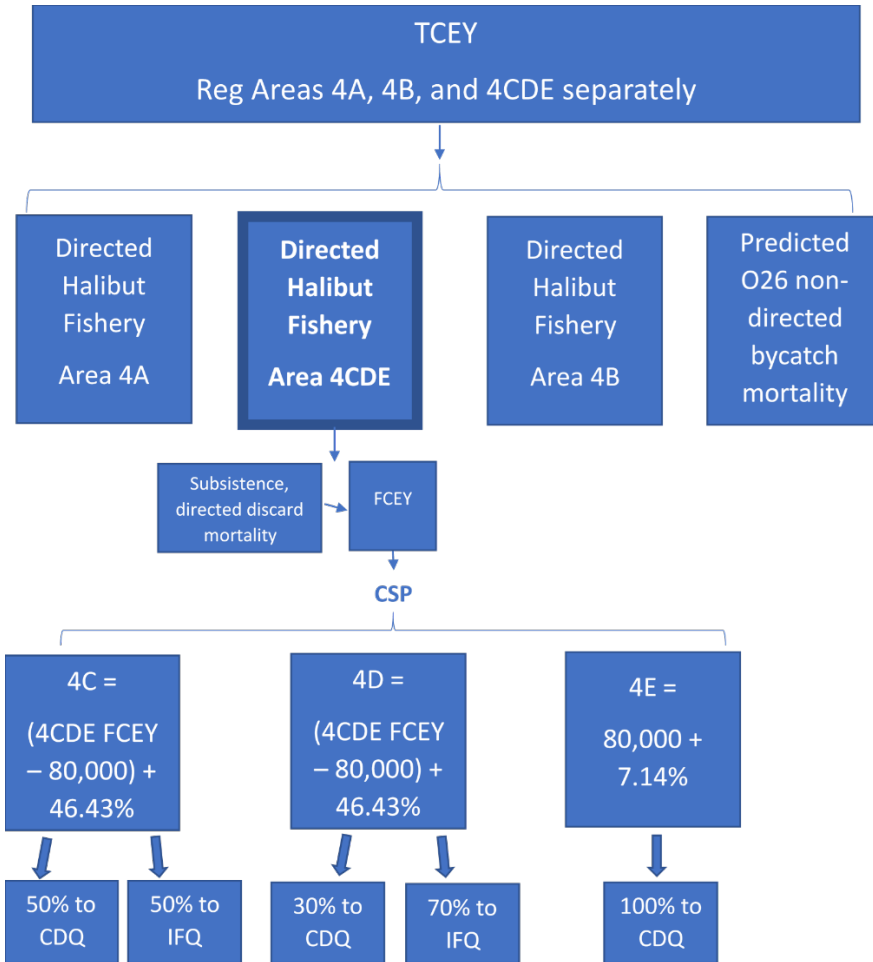 TCEY
Reg Areas 4A, 4B, and 4CDE separately
Directed
Halibut
Fishery
Area 4A
Directed
Halibut
Fishery
Area 4CDE
Directed
Halibut
Fishery
Area 4B
Predicted
O26 non-
directed
bycatch
mortality
Subsistence,
directed discard
mortality
FCEY
CSP
4C =
(4CDE FCEY
– 80,000) +
46.43%
4D =
(4CDE FCEY
– 80,000) +
46.43%
4E =
80,000 +
7.14%
50% to
CDQ
50% to
IFQ
30% to
CDQ
70% to
IFQ
100% to
CDQ